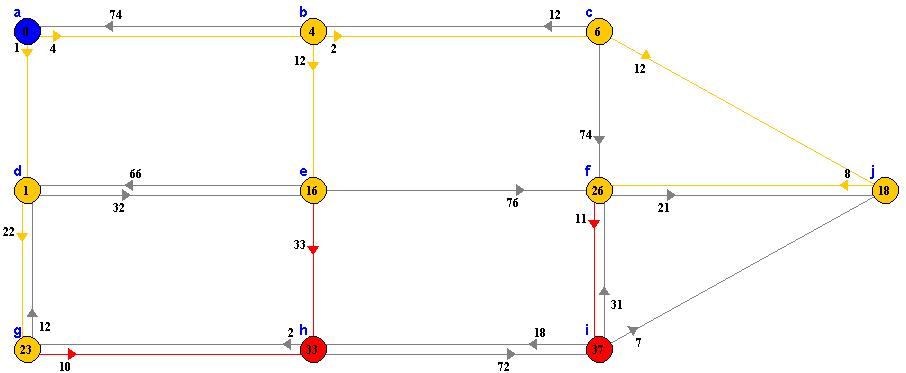 a 74 b 12 c
0 4 6
1 4 12 2 12
74
d 66 e f 8 j
1 32 16 76 26 21 18
22 33 11
12 31
g 2 h 18 i
23 10 33 72 37 7